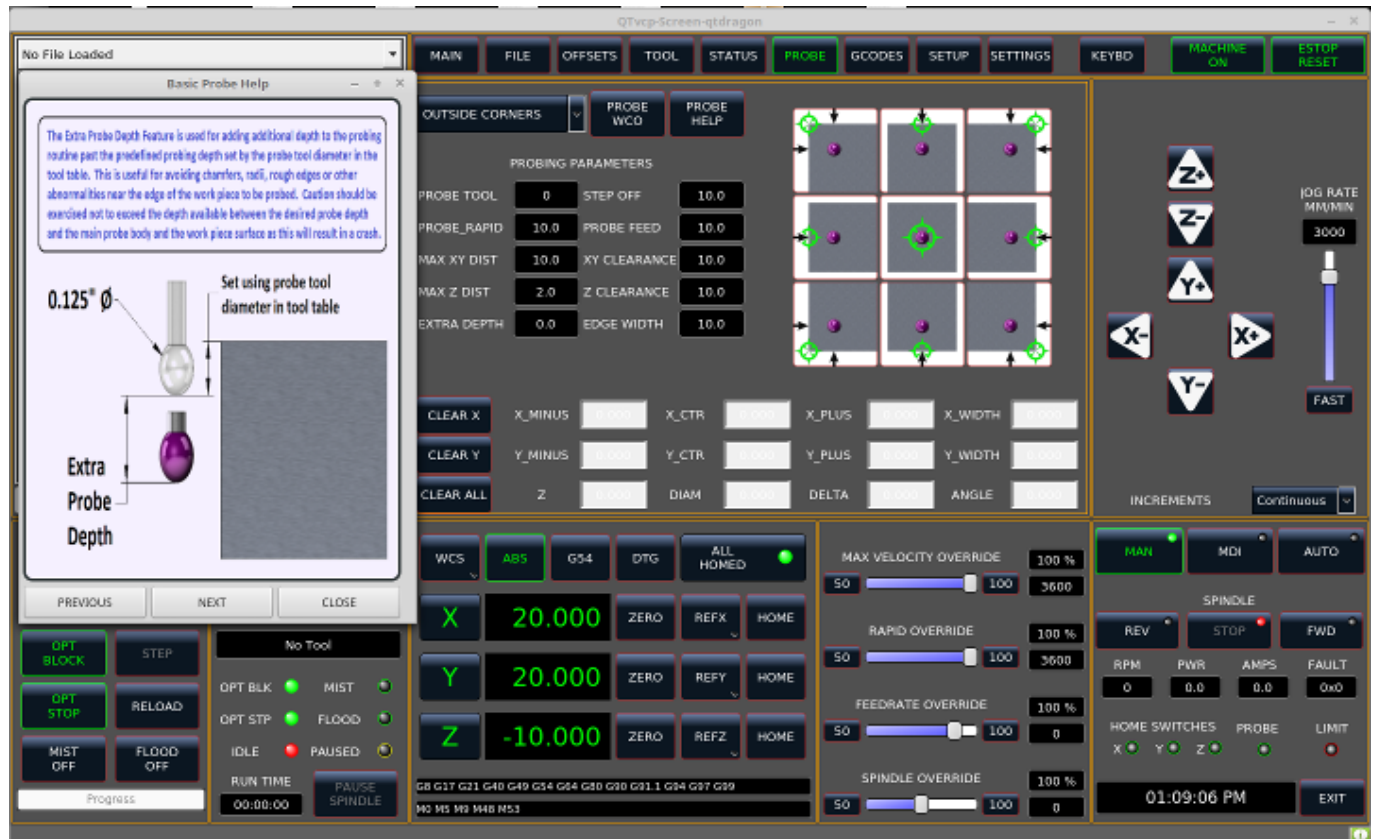 QTvcp-Screen-qtdragon
No File Loaded
MAIN
FILE
OFFSETS
TOOL
STATUS
PROBE
GCODES
SETUP
SETTINGS
KEYBD
MACHINE
ON
ESTOP
RESET
Basic Probe Help
The Extra Probe Depth Feature is used for adding additional depth to the probing
routine past the predefined probing depth set by the probe tool diameter in the
tool table. This is useful for avoiding chamfers, radii, rough edges or other
abnormalities near the edge of the work piece to be probed. Caution should be
exercised not to exceed the depth available between the desired probe depth
and the main probe body and the work piece surface as this will result in a crash.
0.125" Ø
Set using probe tool
diameter in tool table
Extra
Probe
Depth
PREVIOUS
NEXT
CLOSE
OUTSIDE CORNERS
PROBE
WCO
PROBE
HELP
PROBING PARAMETERS
PROBE TOOL 0 STEP OFF 10.0
PROBE_RAPID 10.0 PROBE FEED 10.0
MAX XY DIST 10.0 XY CLEARANCE 10.0
MAX Z DIST 2.0 Z CLEARANCE 10.0
EXTRA DEPTH 0.0 EDGE WIDTH 10.0
CLEAR X X_MINUS X_CTR X_PLUS X_WIDTH
CLEAR Y Y_MINUS Y_CTR Y_PLUS Y_WIDTH
CLEAR ALL Z DIAM DELTA ANGLE
Z+
Z-
Y+
X-
X+
Y-
JOG RATE
MM/MIN
3000
FAST
INCREMENTS
Continuous
OPT
BLOCK
STEP
OPT
STOP
RELOAD
MIST
OFF
FLOOD
OFF
Progress
No Tool
OPT BLK
MIST
OPT STP
FLOOD
IDLE
PAUSED
RUN TIME
00:00:00
PAUSE
SPINDLE
WCS
ABS
G54
DTG
ALL
HOMED
X 20.000 ZERO REFX HOME
Y 20.000 ZERO REFY HOME
Z -10.000 ZERO REFZ HOME
G8 G17 G21 G40 G49 G54 G64 G80 G90 G91.1 G94 G97 G99
M0 M5 M9 M48 M53
MAX VELOCITY OVERRIDE 100 %
50 100 3600
RAPID OVERRIDE 100 %
50 100 3600
FEEDRATE OVERRIDE 100 %
50 100 0
SPINDLE OVERRIDE 100 %
50 100 0
MAN
MDI
AUTO
SPINDLE
REV
STOP
FWD
RPM PWR AMPS FAULT
0 0.0 0.0 0x0
HOME SWITCHES PROBE LIMIT
X Y Z
01:09:06 PM
EXIT